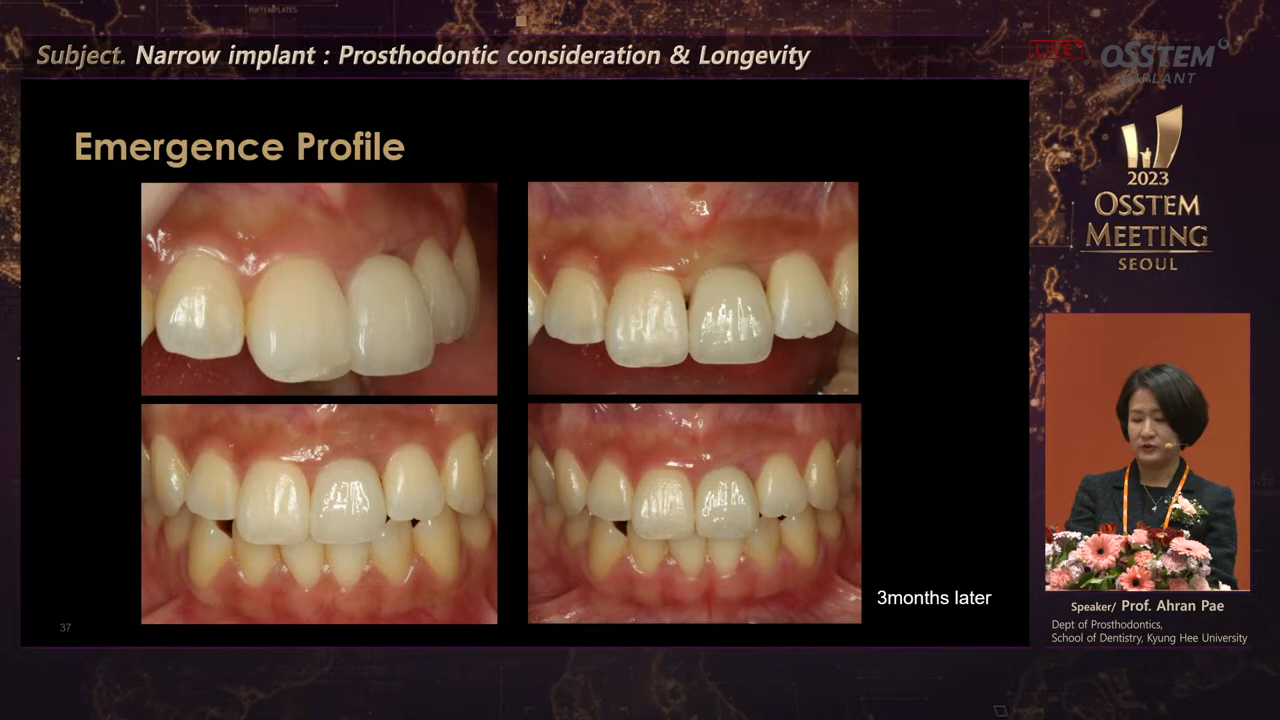 RWTEMPLATES
Subject. Narrow implant : Prosthodontic consideration & Longevity
LIVE
OSSTEM
IMPLANT
Emergence Profile
2023
OSSTEM
MEETING
SEOUL
3months later
37
Speaker/ Prof. Ahran Pae
Dept of Prosthodontics,
School of Dentistry, Kyung Hee University